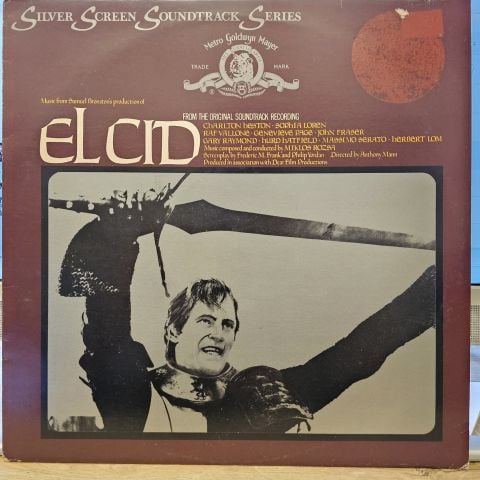 Silver Screen Soundtrack Series
Metro Goldwyn Mayer
TRADE MARK
Music from Samuel Bronston's production of
EL CID
FROM THE ORIGINAL SOUNDTRACK RECORDING
CHARLTON HESTON · SOPHIA LOREN
RAF VALLONE · GENEVIEVE PAGE · JOHN FRASER
GARY RAYMOND · HURD HATFIELD · MASSIMO SERATO · HERBERT LOM
Music composed and conducted by MIKLOS ROZSA
Screenplay by Frederic M. Frank and Philip Yordan Directed by Anthony Mann
Produced in association with Dear Film Productions.